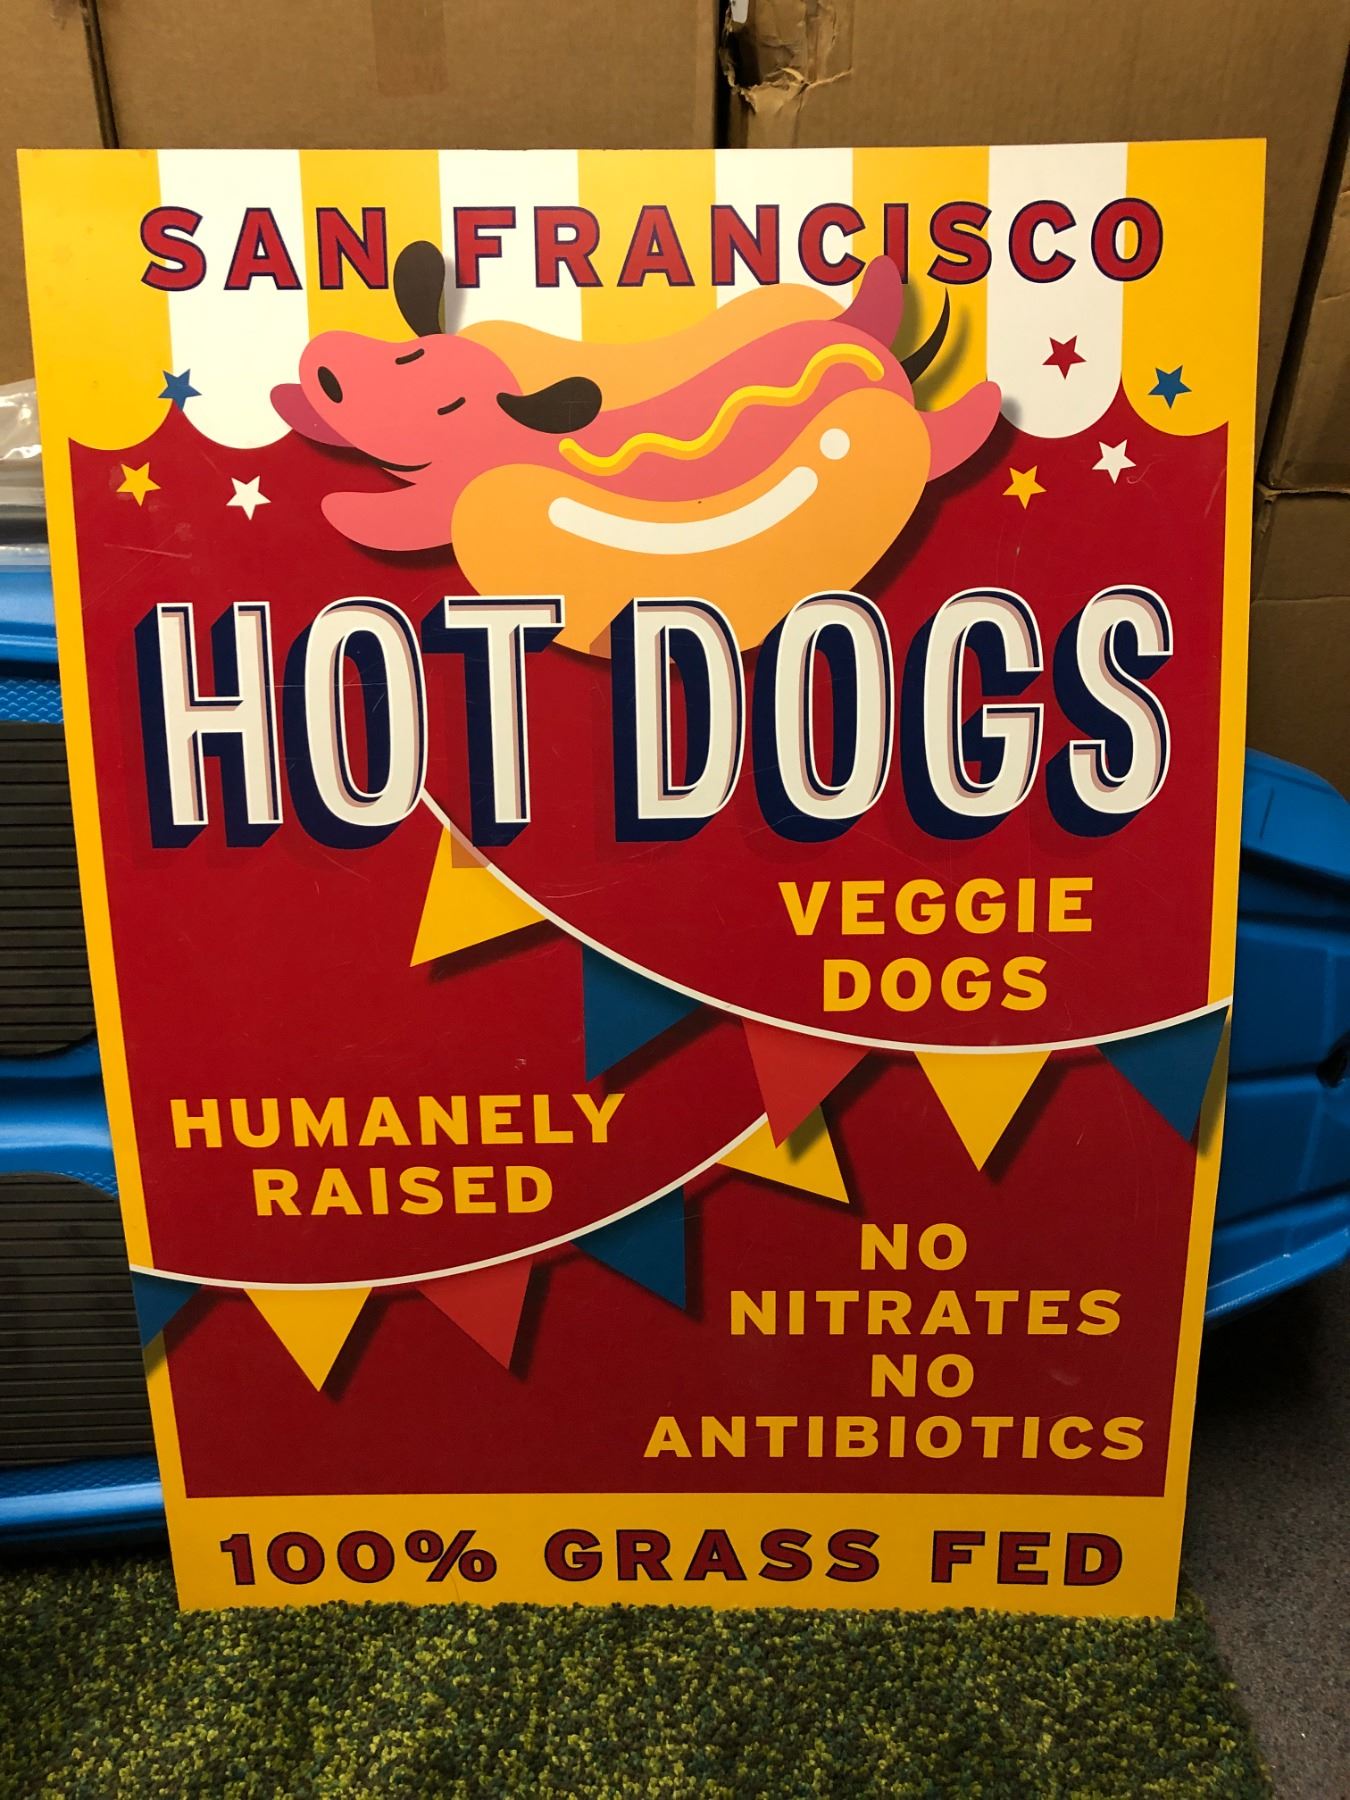 SAN FRANCISCO
HOT DOGS
VEGGIE
DOGS
HUMANELY
RAISED
NO
NITRATES
NO
ANTIBIOTICS
100% GRASS FED